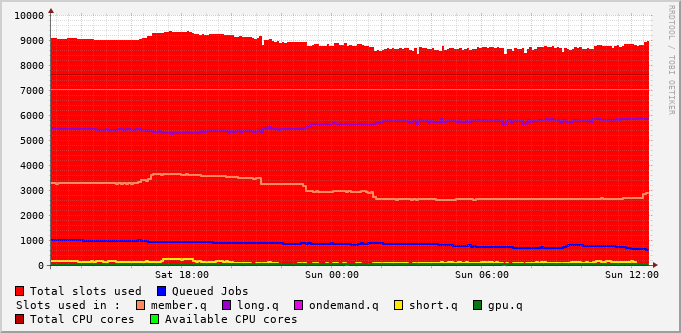 10000
9000
8000
7000
6000
5000
4000
3000
2000
1000
0
Sat 18:00 Sun 00:00 Sun 06:00 Sun 12:00
RRDTOOL / TOBI OETIKER
Total slots used Queued Jobs
Slots used in : member.q long.q ondemand.q short.q gpu.q
Total CPU cores Available CPU cores